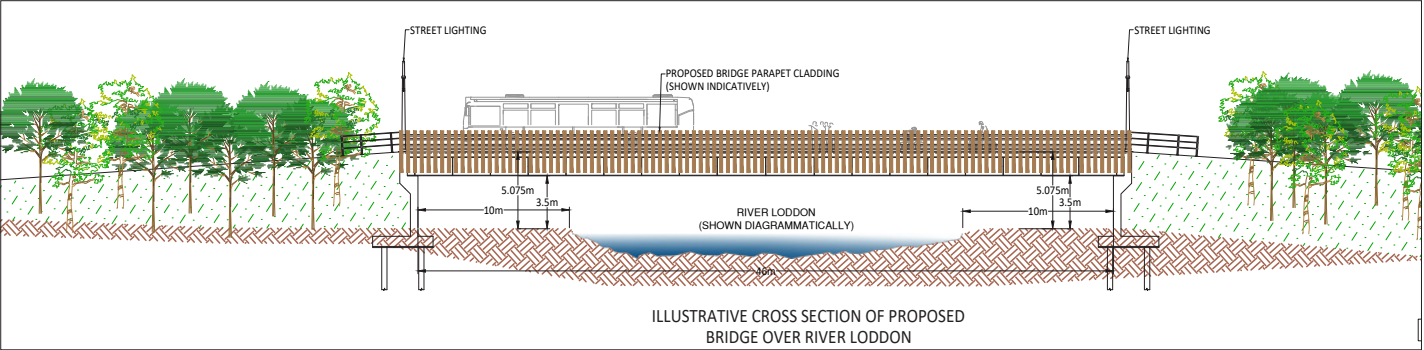 STREET LIGHTING
STREET LIGHTING
PROPOSED BRIDGE PARAPET CLADDING
(SHOWN INDICATIVELY)
5.075m
3.5m
10m
5.075m
3.5m
10m
RIVER LODDON
(SHOWN DIAGRAMMATICALLY)
46m
ILLUSTRATIVE CROSS SECTION OF PROPOSED
BRIDGE OVER RIVER LODDON